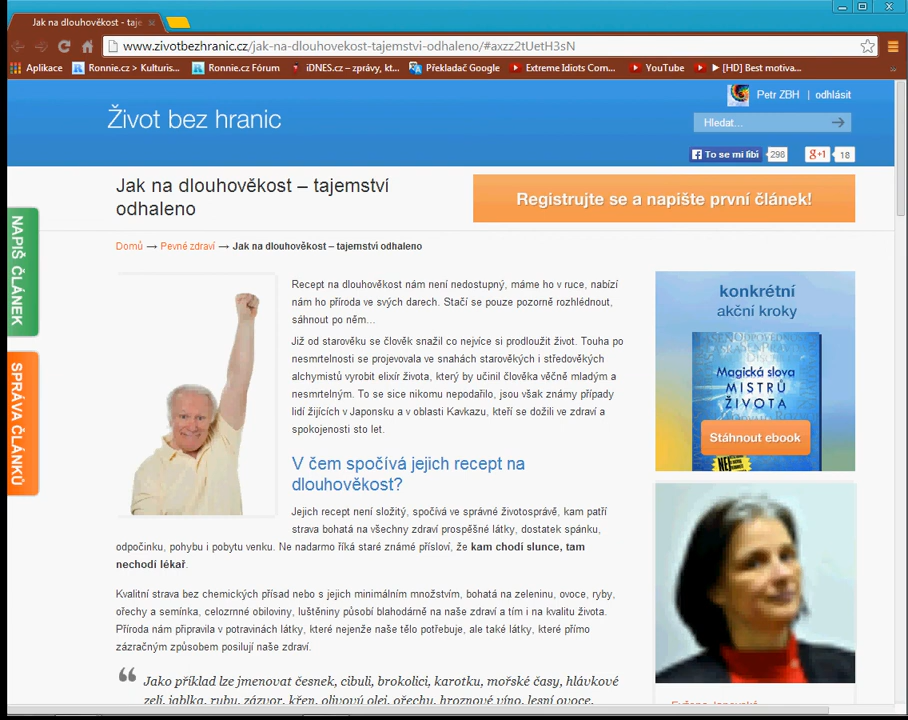 Jak na dlouhověkost - taje
www.zivotbezhranic.cz/jak-na-dlouhovekost-tajemstvi-odhaleno/#axzz2tUetH3sN
Aplikace
Ronnie.cz > Kulturis...
Ronnie.cz Fórum
iDNES.cz – zprávy, kt...
Překladač Google
Extreme Idiots Com...
YouTube
► [HD] Best motiva...
»
Petr ZBH | odhlásit
Život bez hranic
Hledat...
To se mi líbí 298
g+1 18
Jak na dlouhověkost – tajemství
odhaleno
Registrujte se a napište první článek!
NAPIŠ ČLÁNEK
SPRÁVA ČLÁNKŮ
Domů → Pevné zdraví → Jak na dlouhověkost – tajemství odhaleno
Recept na dlouhověkost nám není nedostupný, máme ho v ruce, nabízí
nám ho příroda ve svých darech. Stačí se pouze pozorně rozhlédnout,
sáhnout po něm...
Již od starověku se člověk snažil co nejvíce si prodloužit život. Touha po
nesmrtelnosti se projevovala ve snahách starověkých i středověkých
alchymistů vyrobit elixír života, který by učinil člověka věčně mladým a
nesmrtelným. To se sice nikomu nepodařilo, jsou však známy případy
lidí žijících v Japonsku a v oblasti Kavkazu, kteří se dožili ve zdraví a
spokojenosti sto let.
V čem spočívá jejich recept na
dlouhověkost?
Jejich recept není složitý, spočívá ve správné životosprávě, kam patří
strava bohatá na všechny zdraví prospěšné látky, dostatek spánku,
odpočinku, pohybu i pobytu venku. Ne nadarmo říká staré známé přísloví, že kam chodí slunce, tam
nechodí lékař.
Kvalitní strava bez chemických přísad nebo s jejich minimálním množstvím, bohatá na zeleninu, ovoce, ryby,
ořechy a semínka, celozrnné obiloviny, luštěniny působí blahodárně na naše zdraví a tím i na kvalitu života.
Příroda nám připravila v potravinách látky, které nejenže naše tělo potřebuje, ale také látky, které přímo
zázračným způsobem posilují naše zdraví.
Jako příklad lze jmenovat česnek, cibuli, brokolici, karotku, mořské řasy, hlávkové
zelí, jablka, ryby, zázvor, křen, olivový olej, ořechy, hroznové víno, lesní ovoce,
konkrétní
akční kroky
Magická slova
MISTRŮ
ŽIVOTA
Stáhnout ebook